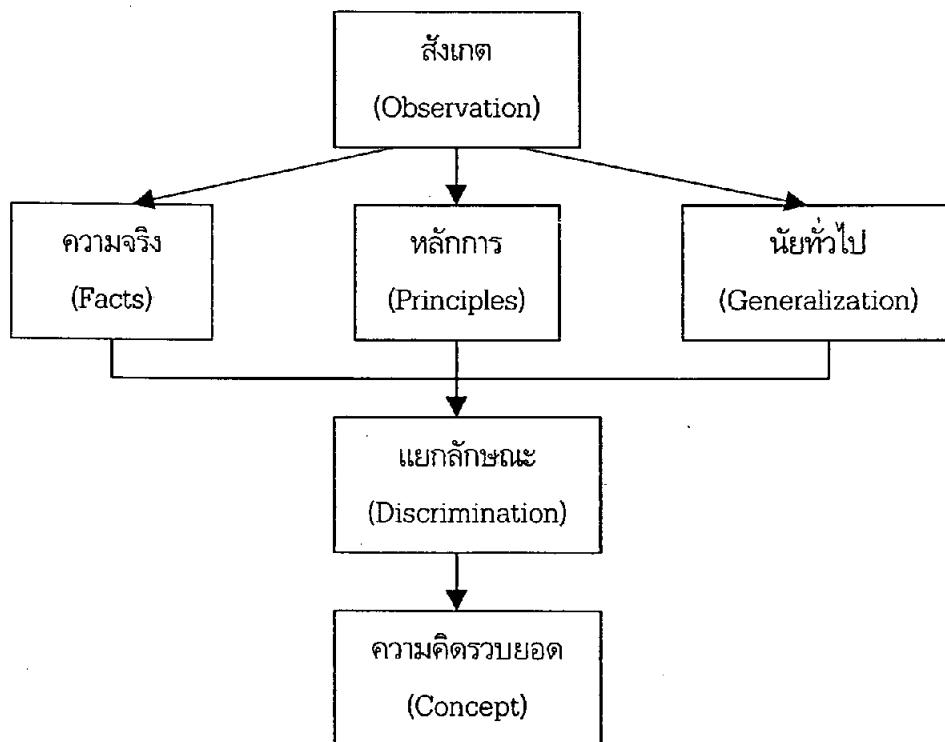 สังเกต
(Observation)
ความจริง
(Facts)
หลักการ
(Principles)
นัยทั่วไป
(Generalization)
แยกลักษณะ
(Discrimination)
ความคิดรวบยอด
(Concept)